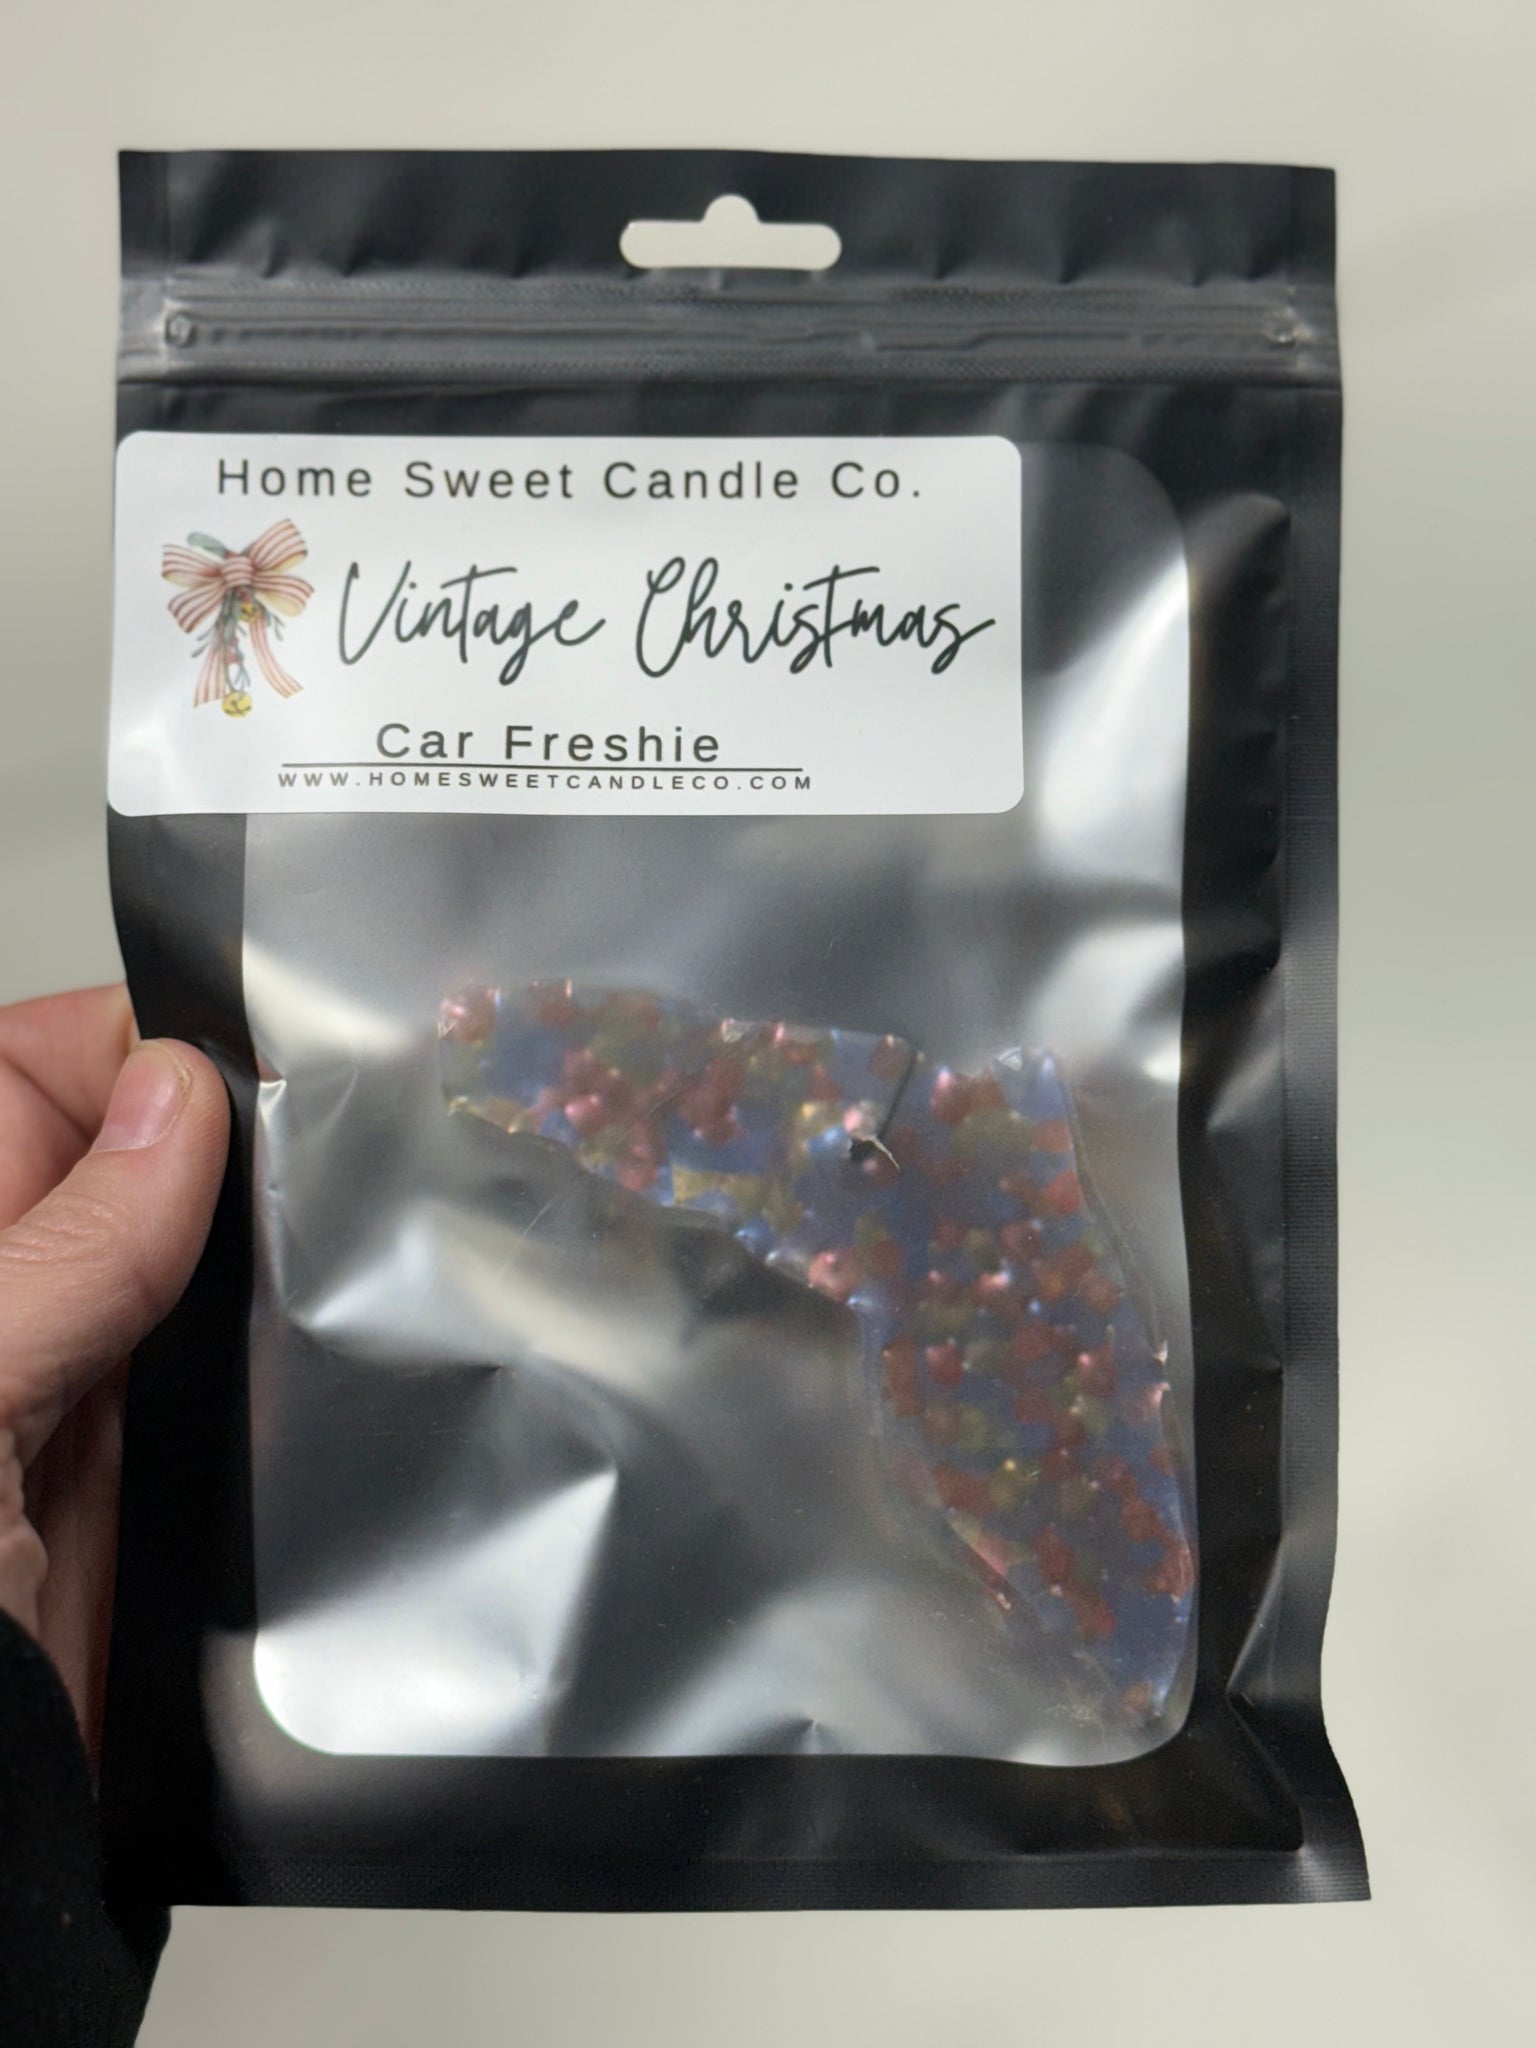 Home Sweet Candle Co.
Vintage Christmas
Car Freshie
WWW.HOMESWEETCANDLECO.COM